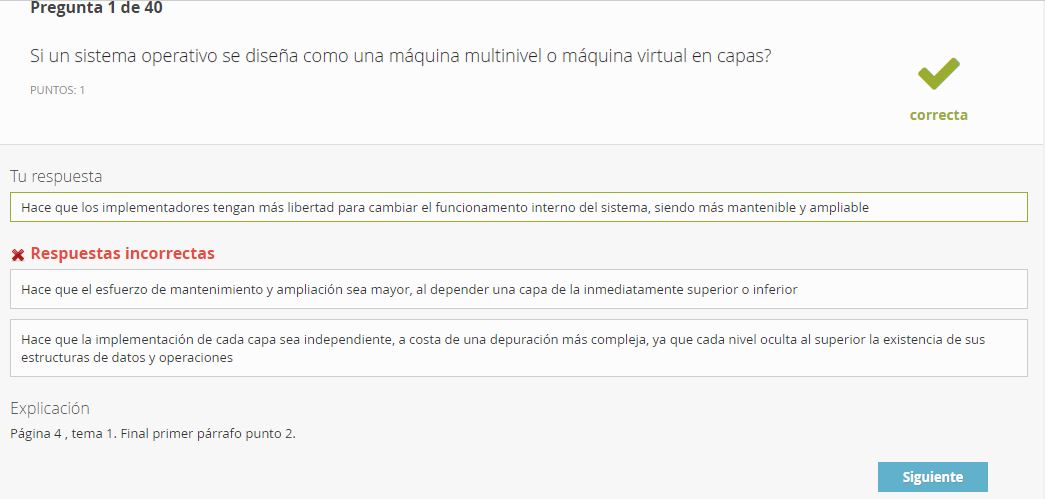 Pregunta 1 de 40
Si un sistema operativo se diseña como una máquina multinivel o máquina virtual en capas?
PUNTOS: 1
correcta
Tu respuesta
Hace que los implementadores tengan más libertad para cambiar el funcionamento interno del sistema, siendo más mantenible y ampliable
Respuestas incorrectas
Hace que el esfuerzo de mantenimiento y ampliación sea mayor, al depender una capa de la inmediatamente superior o inferior
Hace que la implementación de cada capa sea independiente, a costa de una depuración más compleja, ya que cada nivel oculta al superior la existencia de sus
estructuras de datos y operaciones
Explicación
Página 4 , tema 1. Final primer párrafo punto 2.
Siguiente